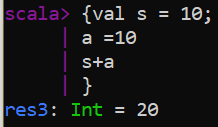 scala> {val s = 10;
| a =10
| s+a
| }
res3: Int = 20